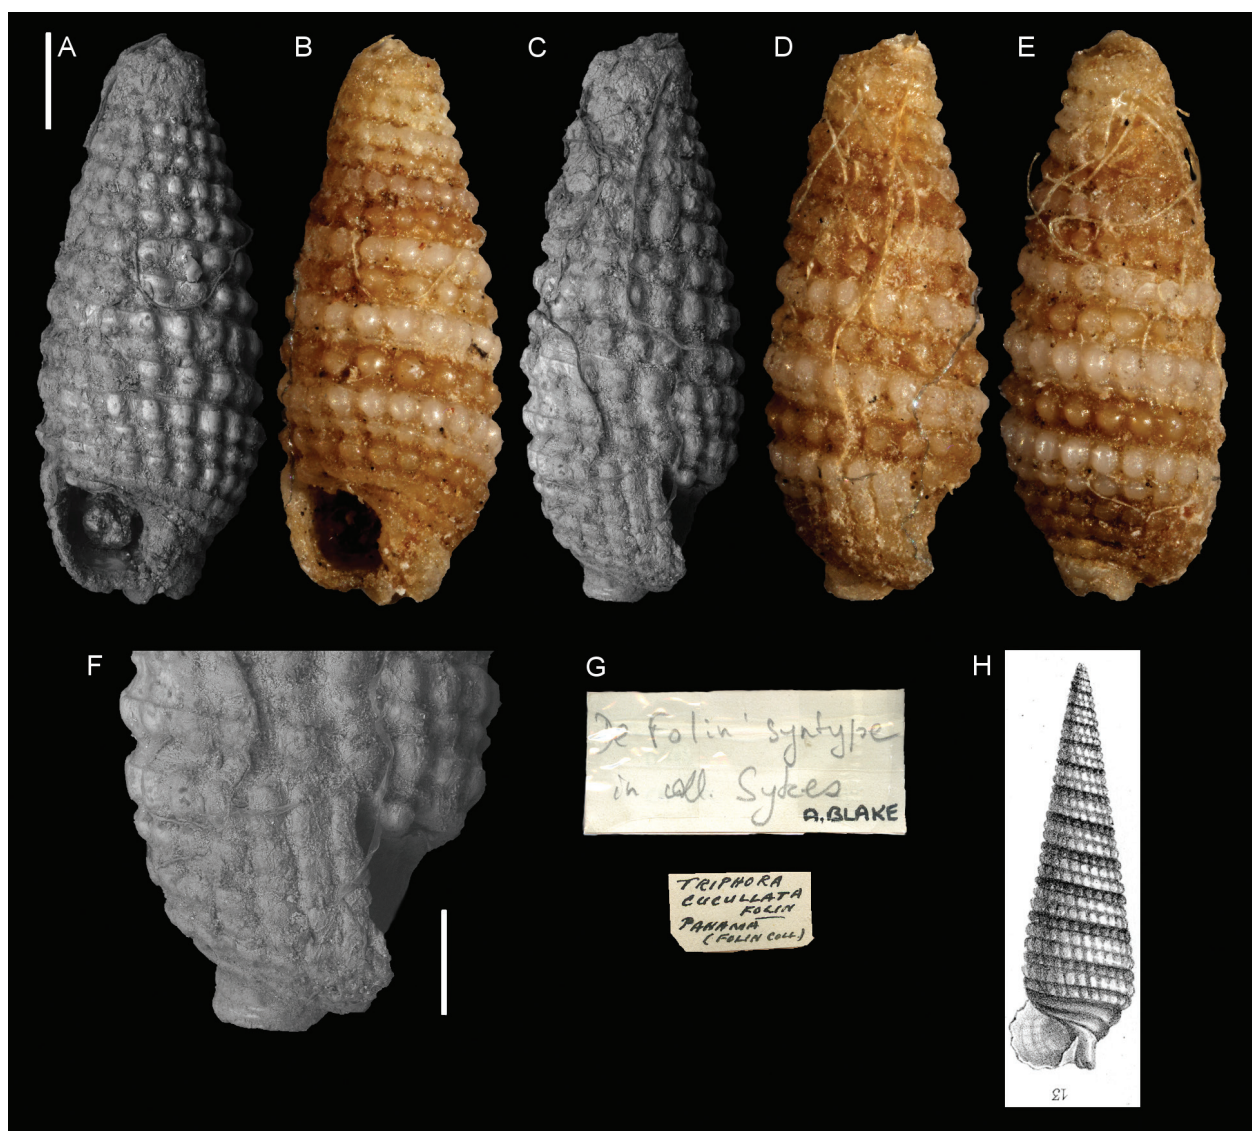 A
B
C
D
E
F
G
H
De Folin' syntype
in coll. Sykes
A. BLAKE
TRIPHORA
CUCULLATA
FOLIN
PANAMA
(FOLIN COLL.)
13